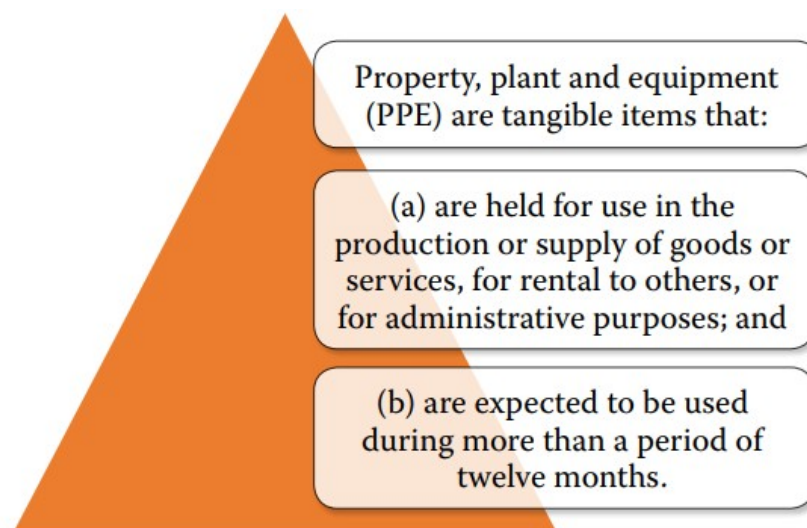 Property, plant and equipment
(PPE) are tangible items that:
(a) are held for use in the
production or supply of goods or
services, for rental to others, or
for administrative purposes; and
(b) are expected to be used
during more than a period of
twelve months.